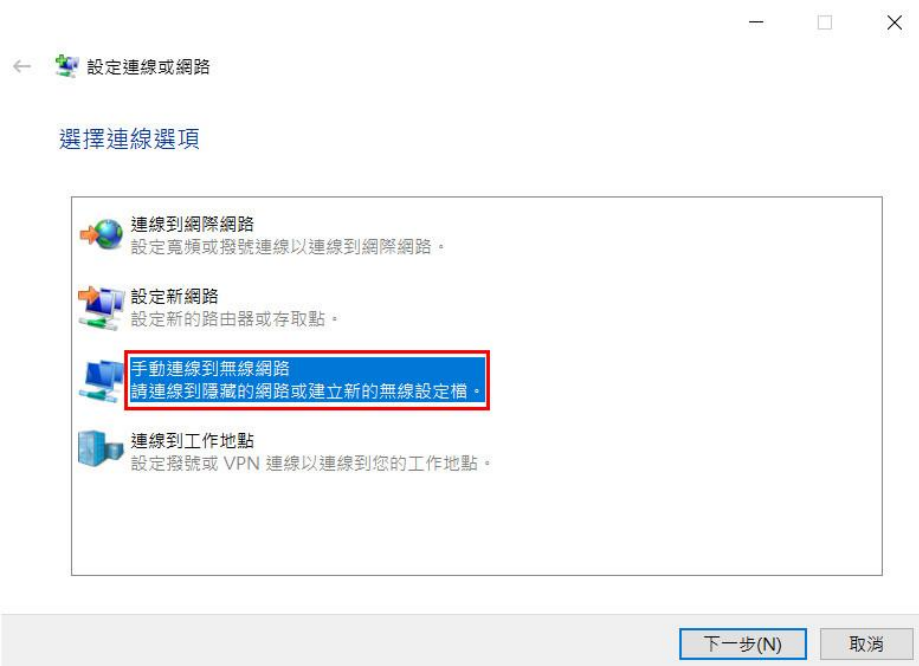 設定連線或網路
選擇連線選項
連線到網際網路
設定寬頻或撥號連線以連線到網際網路。
設定新網路
設定新的路由器或存取點。
手動連線到無線網路
請連線到隱藏的網路或建立新的無線設定檔。
連線到工作地點
設定撥號或 VPN 連線以連線到您的工作地點。
下一步(N)
取消